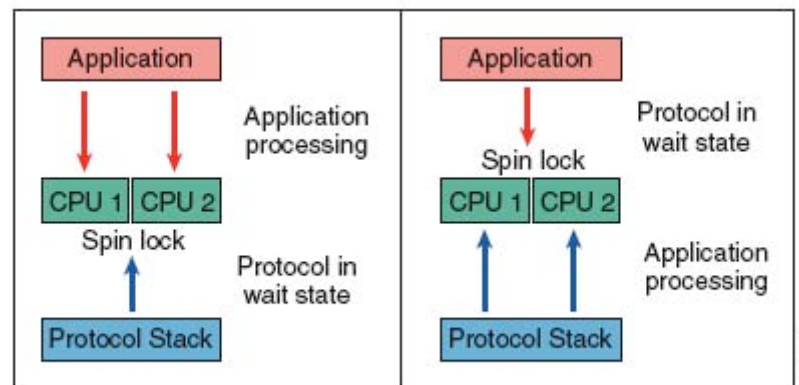 Application
Application
processing
CPU 1
CPU 2
Spin lock
Protocol in
wait state
Protocol Stack
Application
Protocol in
wait state
Spin lock
CPU 1
CPU 2
Application
processing
Protocol Stack